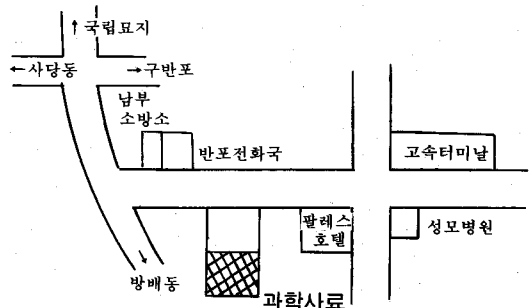 ↑국립묘지
←사당동
→구반포
남부
소방소
반포전화국
고속터미날
팔레스
호텔
성모병원
↓
방배동
과학사료